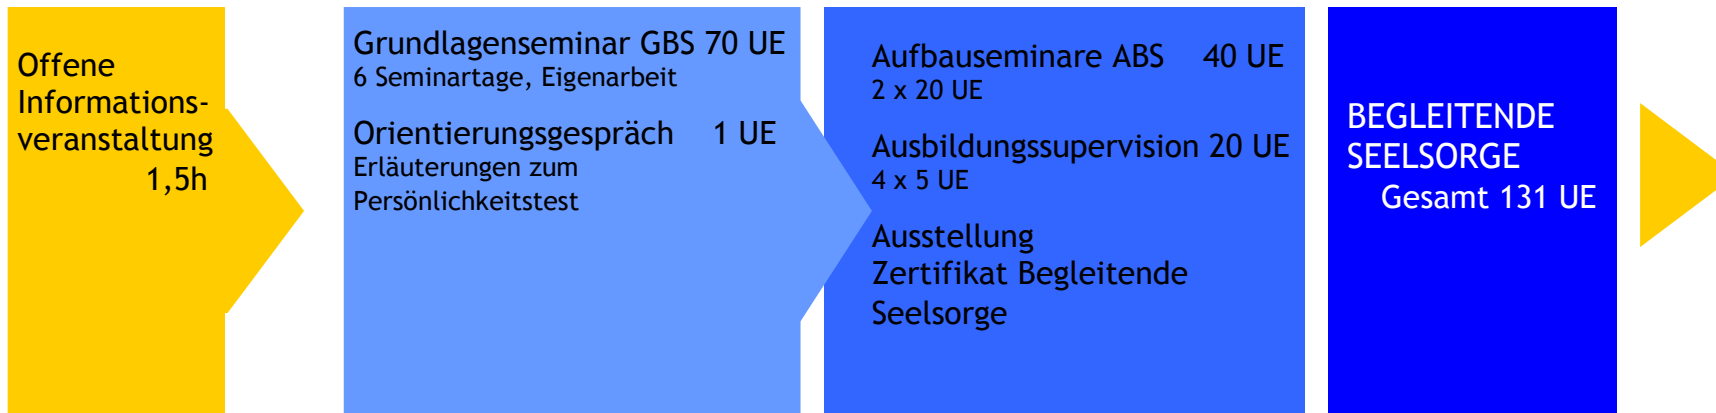 Offene
Informations-
veranstaltung
1,5h
Grundlagenseminar GBS 70 UE
6 Seminartage, Eigenarbeit
Orientierungsgespräch 1 UE
Erläuterungen zum
Persönlichkeitstest
Aufbauseminare ABS 40 UE
2 x 20 UE
Ausbildungssupervision 20 UE
4 x 5 UE
Ausstellung
Zertifikat Begleitende
Seelsorge
BEGLEITENDE
SEELSORGE
Gesamt 131 UE